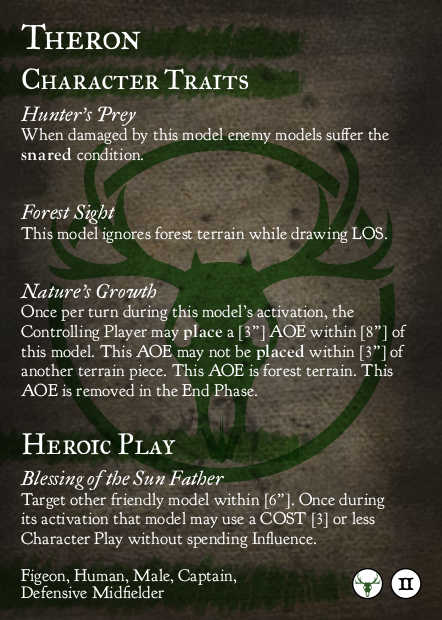 Theron
Character Traits
Hunter's Prey
When damaged by this model enemy models suffer the
snared condition.
Forest Sight
This model ignores forest terrain while drawing LOS.
Nature's Growth
Once per turn during this model's activation, the
Controlling Player may place a [3"] AOE within [8"] of
this model. This AOE may not be placed within [3"] of
another terrain piece. This AOE is forest terrain. This
AOE is removed in the End Phase.
Heroic Play
Blessing of the Sun Father
Target other friendly model within [6"]. Once during
its activation that model may use a COST [3] or less
Character Play without spending Influence.
Figeon, Human, Male, Captain,
Defensive Midfielder
II